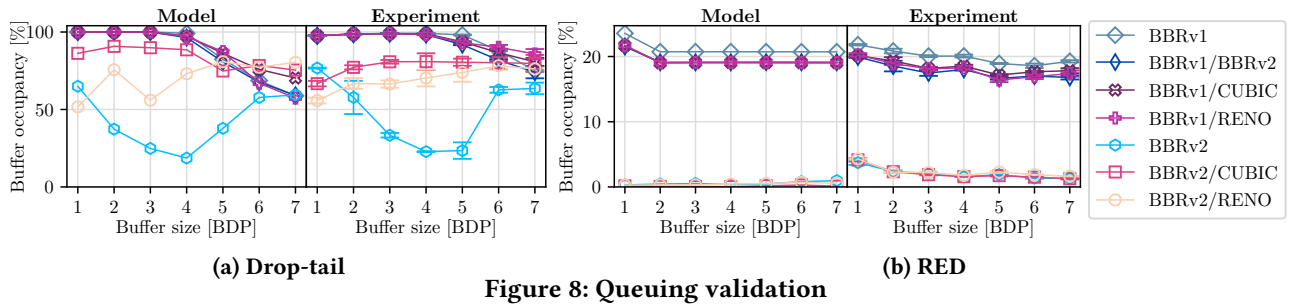 Model Experiment
Buffer occupancy [%]
100
50
0
1 2 3 4 5 6 7 1 2 3 4 5 6 7
Buffer size [BDP] Buffer size [BDP]
(a) Drop-tail
Model Experiment
Buffer occupancy [%]
20
10
0
1 2 3 4 5 6 7 1 2 3 4 5 6 7
Buffer size [BDP] Buffer size [BDP]
(b) RED
BBRv1
BBRv1/BBRv2
BBRv1/CUBIC
BBRv1/RENO
BBRv2
BBRv2/CUBIC
BBRv2/RENO
Figure 8: Queuing validation